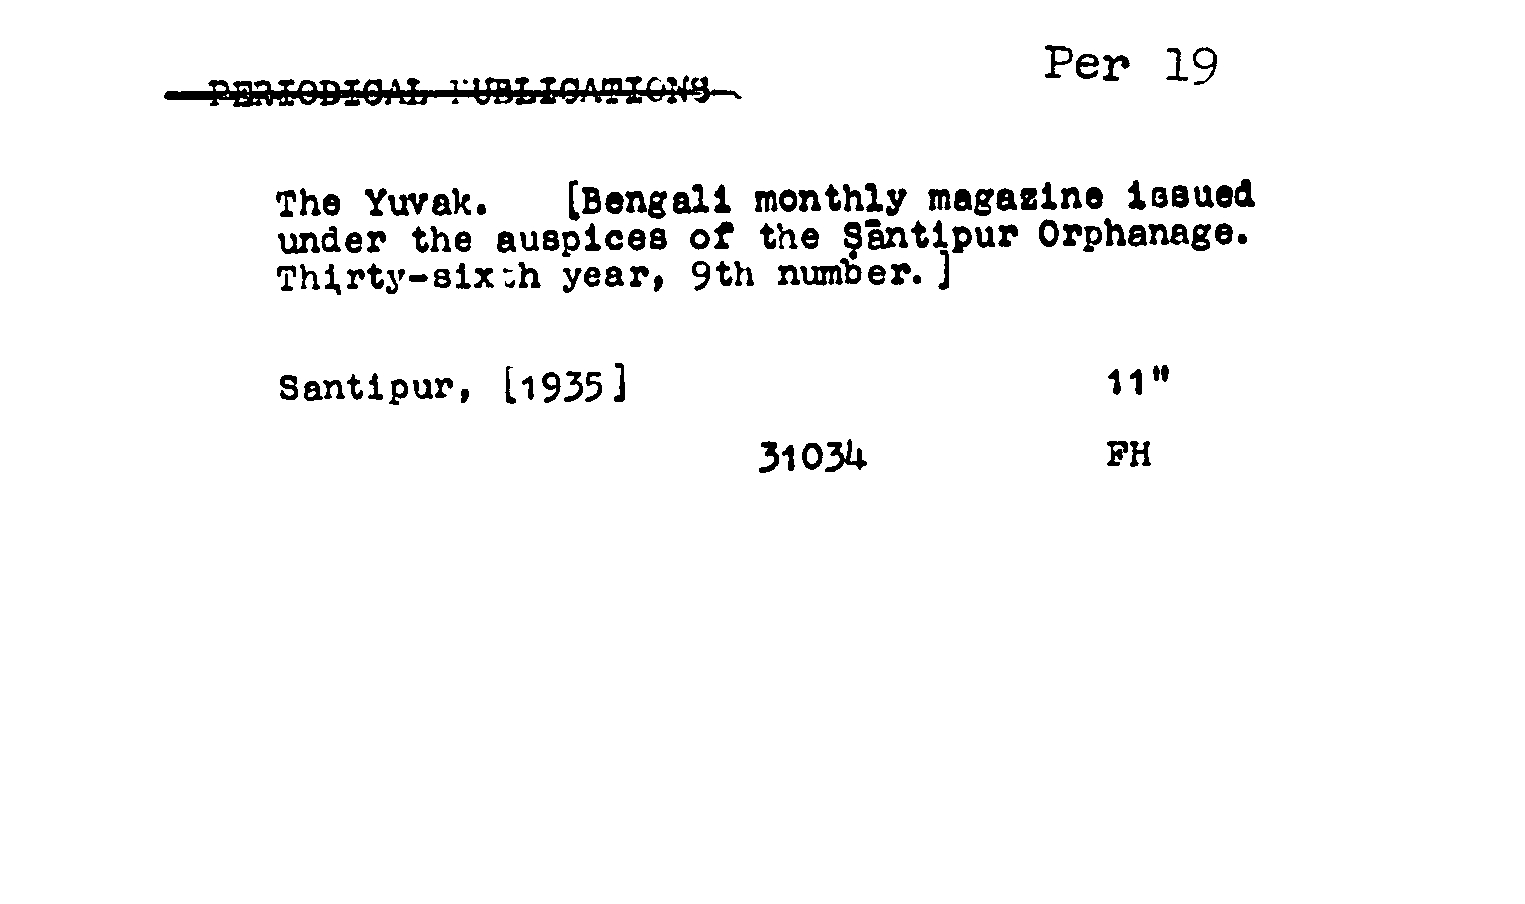 Per 19
PERIODICAL PUBLICATIONS
The Yuvak. [Bengali monthly magazine issued
under the auspices of the Ṣāntipur Orphanage.
Thirty-sixth year, 9th number.]
Santipur, [1935] 11"
31034 FH